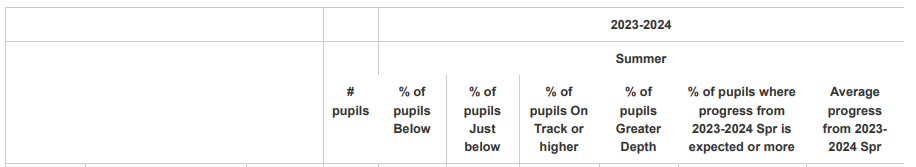 2023-2024
Summer
# pupils
% of pupils Below
% of pupils Just below
% of pupils On Track or higher
% of pupils Greater Depth
% of pupils where progress from 2023-2024 Spr is expected or more
Average progress from 2023-2024 Spr